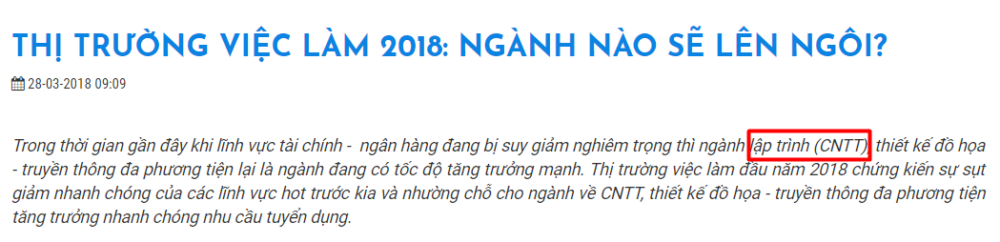 THỊ TRƯỜNG VIỆC LÀM 2018: NGÀNH NÀO SẼ LÊN NGÔI?
28-03-2018 09:09
Trong thời gian gần đây khi lĩnh vực tài chính - ngân hàng đang bị suy giảm nghiêm trọng thì ngành lập trình (CNTT), thiết kế đồ họa
- truyền thông đa phương tiện lại là ngành đang có tốc độ tăng trưởng mạnh. Thị trường việc làm đầu năm 2018 chứng kiến sự sụt
giảm nhanh chóng của các lĩnh vực hot trước kia và nhường chỗ cho ngành về CNTT, thiết kế đồ họa - truyền thông đa phương tiện
tăng trưởng nhanh chóng nhu cầu tuyển dụng.